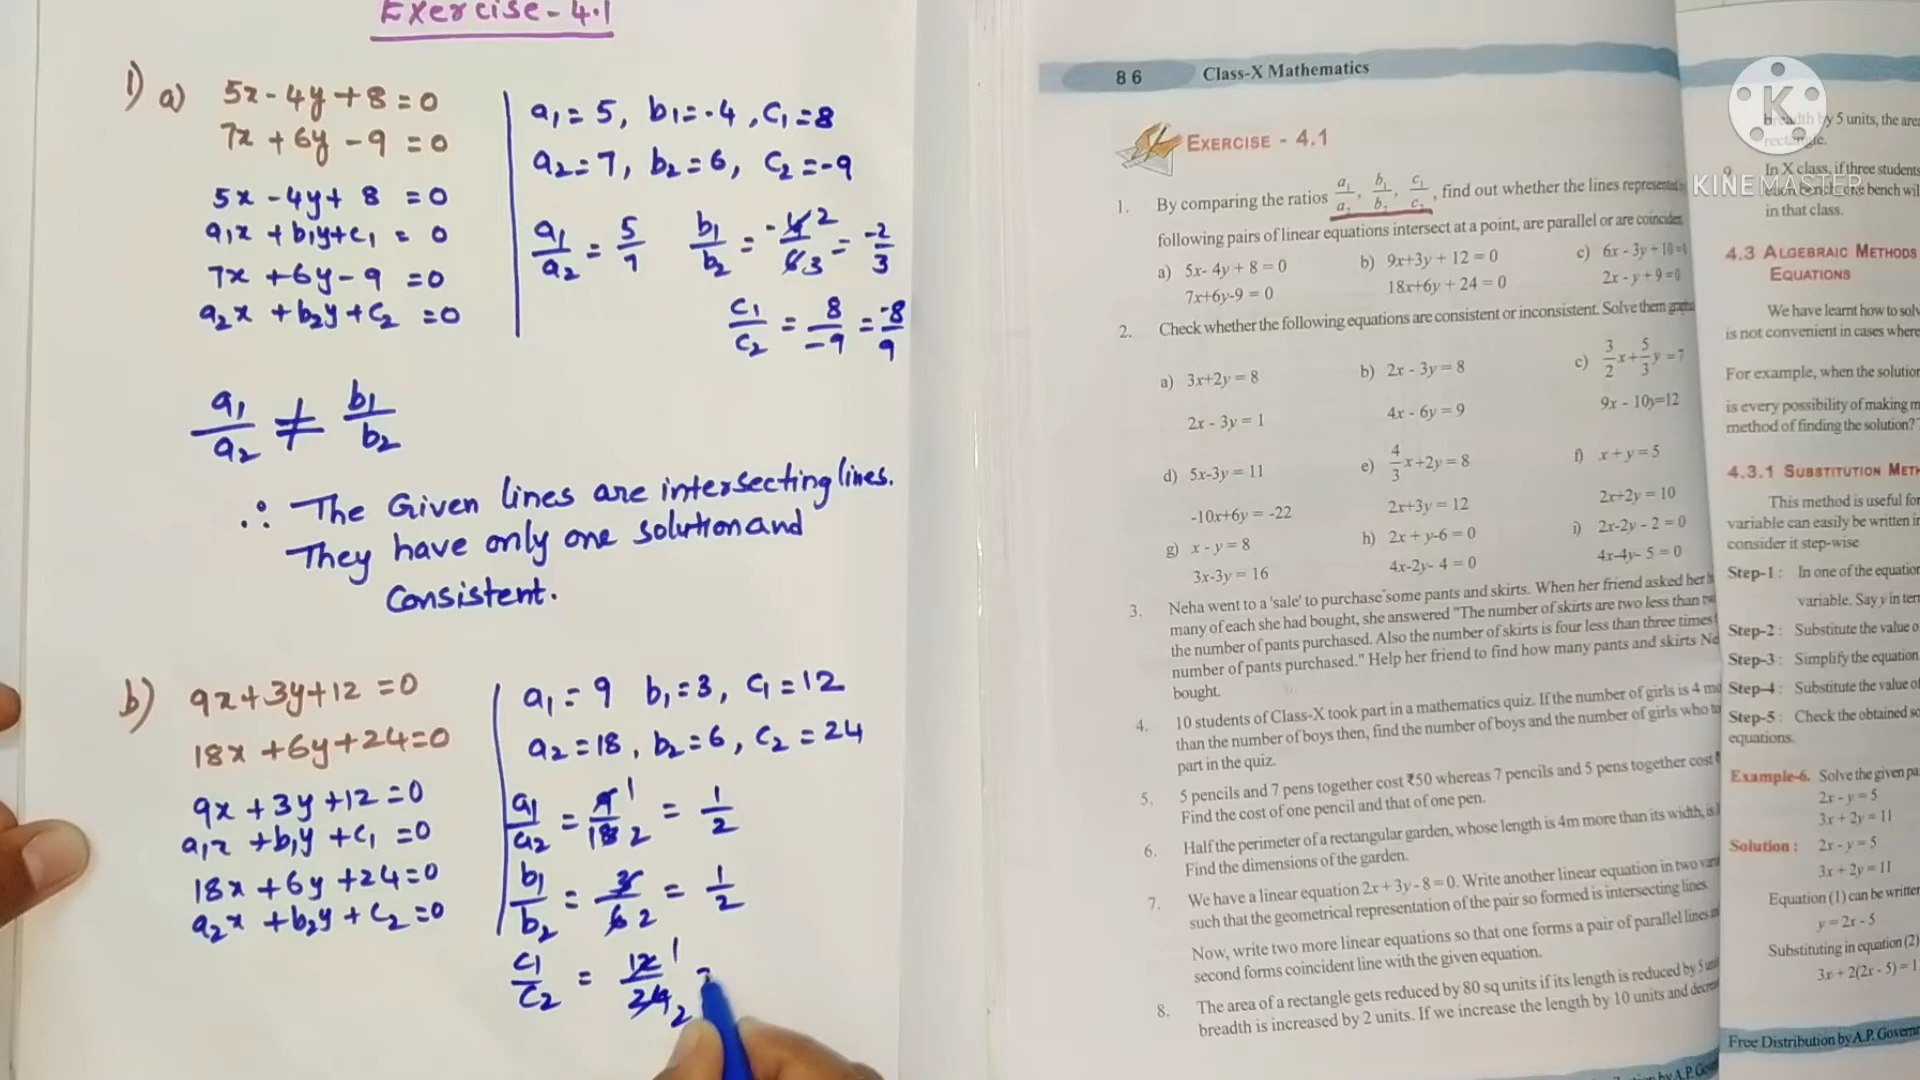 Exercise-4.1
1) a) 5x-4y+8=0
7x+6y-9=0
5x-4y+8=0
a₁x+b₁y+c₁=0
7x+6y-9=0
a₂x+b₂y+c₂=0
a₁=5, b₁=-4, c₁=8
a₂=7, b₂=6, c₂=-9
a₁/a₂ = 5/7 b₁/b₂ = -4 2/6 3 = -2/3
c₁/c₂ = 8/-9 = -8/9
a₁/a₂ ≠ b₁/b₂
∴ The Given lines are intersecting lines.
They have only one solution and
Consistent.
b) 9x+3y+12=0
18x+6y+24=0
9x+3y+12=0
a₁x+b₁y+c₁=0
18x+6y+24=0
a₂x+b₂y+c₂=0
a₁=9 b₁=3, c₁=12
a₂=18, b₂=6, c₂=24
a₁/a₂ = 9 1/18 2 = 1/2
b₁/b₂ = 3/6 2 = 1/2
c₁/c₂ = 12 1/24 2 =
86 Class-X Mathematics
EXERCISE - 4.1
1. By comparing the ratios a₁/a₂, b₁/b₂, c₁/c₂, find out whether the lines represented
following pairs of linear equations intersect at a point, are parallel or are
a) 5x- 4y + 8 = 0 b) 9x+3y + 12 = 0 c) 6x - 3y + 10 =
7x+6y-9 = 0 18x+6y + 24 = 0 2x - y + 9 = 0
2. Check whether the following equations are consistent or inconsistent. Solve them
a) 3x+2y = 8 b) 2x - 3y = 8 c) 3/2 x + 5/3 y = 7
2x - 3y = 1 4x - 6y = 9 9x - 10y=12
d) 5x-3y = 11 e) 4/3 x+2y = 8 f) x + y = 5
-10x+6y = -22 2x+3y = 12 2x+2y = 10
g) x - y = 8 h) 2x + y-6 = 0 i) 2x-2y - 2 = 0
3x-3y = 16 4x-2y- 4 = 0 4x-4y- 5 = 0
3. Neha went to a 'sale' to purchase some pants and skirts. When her friend asked her
many of each she had bought, she answered "The number of skirts are two less than
the number of pants purchased. Also the number of skirts is four less than three times
number of pants purchased." Help her friend to find how many pants and skirts
bought.
4. 10 students of Class-X took part in a mathematics quiz. If the number of girls is 4
than the number of boys then, find the number of boys and the number of girls who
part in the quiz.
5. 5 pencils and 7 pens together cost ₹50 whereas 7 pencils and 5 pens together cost
Find the cost of one pencil and that of one pen.
6. Half the perimeter of a rectangular garden, whose length is 4m more than its width, is
Find the dimensions of the garden.
7. We have a linear equation 2x + 3y - 8 = 0. Write another linear equation in two
such that the geometrical representation of the pair so formed is intersecting lines.
Now, write two more linear equations so that one forms a pair of parallel lines
second forms coincident line with the given equation.
8. The area of a rectangle gets reduced by 80 sq units if its length is reduced by 5
breadth is increased by 2 units. If we increase the length by 10 units and
K
KINEMASTER
by 5 units, the
rectangle.
9. In X class, if three students
bench one bench
in that class.
4.3 ALGEBRAIC METHODS
EQUATIONS
We have learnt how to
is not convenient in cases where
For example, when the solution
is every possibility of making
method of finding the solution?
4.3.1 SUBSTITUTION
This method is useful for
variable can easily be written in
consider it step-wise
Step-1 : In one of the
variable. Say y in
Step-2 : Substitute the value
Step-3 : Simplify the equation
Step-4 : Substitute the value of
Step-5 : Check the obtained
equations.
Example-6. Solve the given
2x - y = 5
3x + 2y = 11
Solution : 2x - y = 5
3x + 2y = 11
Equation (1) can be written
y = 2x - 5
Substituting in equation (2)
3x + 2(2x - 5) = 1
Free Distribution by A.P.